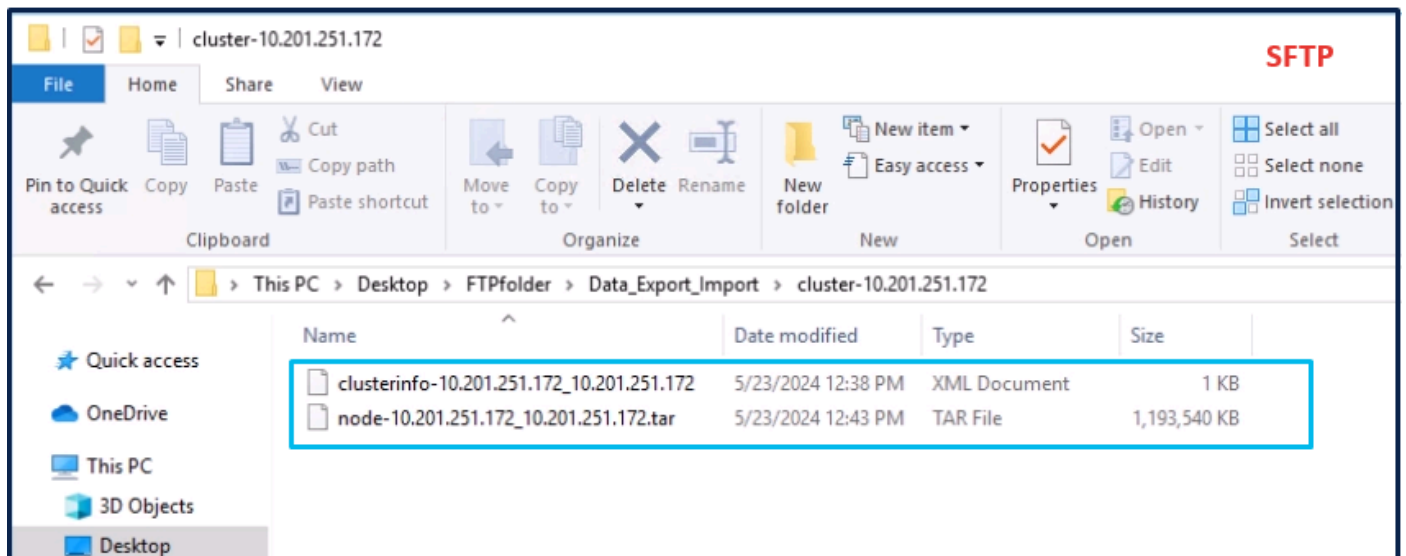 cluster-10.201.251.172
SFTP
File Home Share View
Pin to Quick access
Copy
Paste
Cut
Copy path
Paste shortcut
Clipboard
Move to
Copy to
Delete
Rename
Organize
New folder
New item
Easy access
New
Properties
Open
Edit
History
Open
Select all
Select none
Invert selection
Select
This PC > Desktop > FTPfolder > Data_Export_Import > cluster-10.201.251.172
Name Date modified Type Size
clusterinfo-10.201.251.172_10.201.251.172 5/23/2024 12:38 PM XML Document 1 KB
node-10.201.251.172_10.201.251.172.tar 5/23/2024 12:43 PM TAR File 1,193,540 KB
Quick access
OneDrive
This PC
3D Objects
Desktop